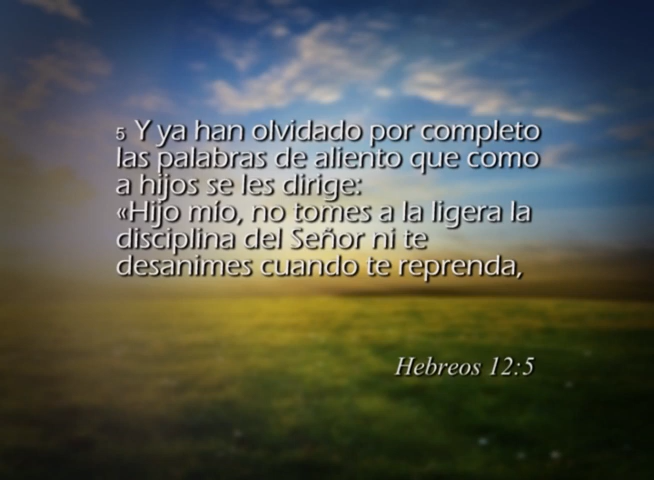 5 Y ya han olvidado por completo
las palabras de aliento que como
a hijos se les dirige:
«Hijo mío, no tomes a la ligera la
disciplina del Señor ni te
desanimes cuando te reprenda,
Hebreos 12:5